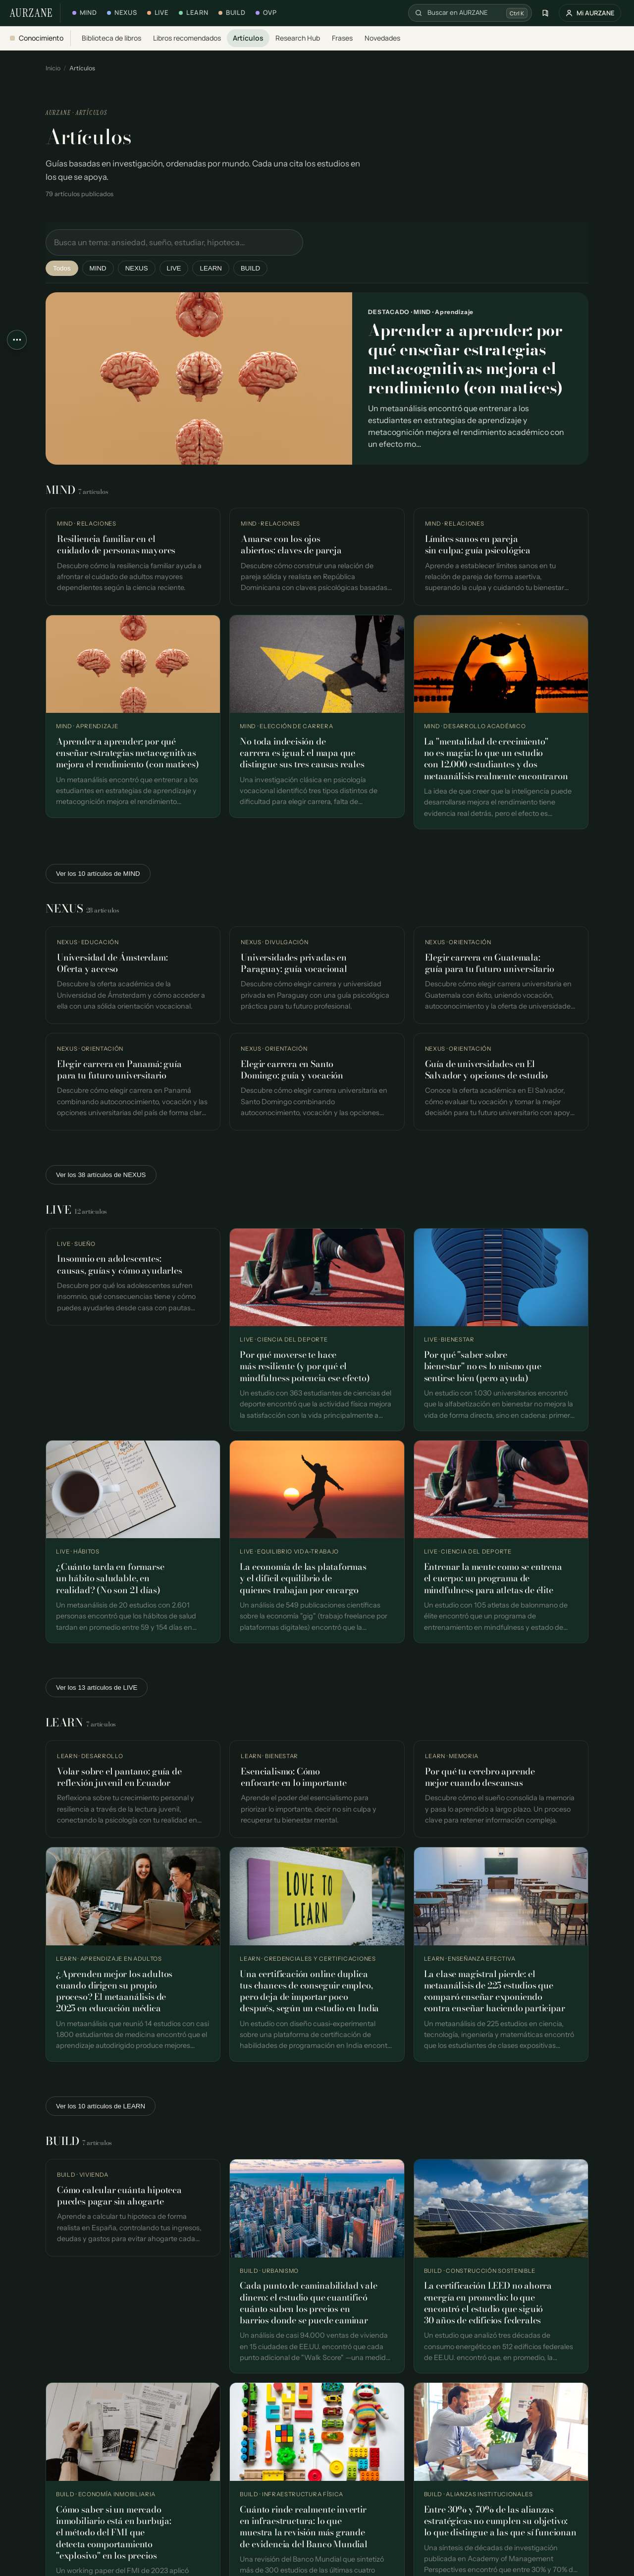 AURZANE
MIND
NEXUS
LIVE
LEARN
BUILD
OVP
Buscar en AURZANE
Ctrl K
Mi AURZANE
Conocimiento
Biblioteca de libros
Libros recomendados
Artículos
Research Hub
Frases
Novedades
Inicio / Artículos
AURZANE · ARTÍCULOS
Artículos
Guías basadas en investigación, ordenadas por mundo. Cada una cita los estudios en
los que se apoya.
79 artículos publicados
Busca un tema: ansiedad, sueño, estudiar, hipoteca...
Todos
MIND
NEXUS
LIVE
LEARN
BUILD
DESTACADO · MIND · Aprendizaje
Aprender a aprender: por
qué enseñar estrategias
metacognitivas mejora el
rendimiento (con matices)
Un metaanálisis encontró que entrenar a los
estudiantes en estrategias de aprendizaje y
metacognición mejora el rendimiento académico con
un efecto mo...
MIND 7 artículos
MIND · RELACIONES
Resiliencia familiar en el
cuidado de personas mayores
Descubre cómo la resiliencia familiar ayuda a
afrontar el cuidado de adultos mayores
dependientes según la ciencia reciente.
MIND · RELACIONES
Amarse con los ojos
abiertos: claves de pareja
Descubre cómo construir una relación de
pareja sólida y realista en República
Dominicana con claves psicológicas basadas...
MIND · RELACIONES
Límites sanos en pareja
sin culpa: guía psicológica
Aprende a establecer límites sanos en tu
relación de pareja de forma asertiva,
superando la culpa y cuidando tu bienestar...
MIND · APRENDIZAJE
Aprender a aprender: por qué
enseñar estrategias metacognitivas
mejora el rendimiento (con matices)
Un metaanálisis encontró que entrenar a los
estudiantes en estrategias de aprendizaje y
metacognición mejora el rendimiento...
MIND · ELECCIÓN DE CARRERA
No toda indecisión de
carrera es igual: el mapa que
distingue sus tres causas reales
Una investigación clásica en psicología
vocacional identificó tres tipos distintos de
dificultad para elegir carrera, falta de...
MIND · DESARROLLO ACADÉMICO
La "mentalidad de crecimiento"
no es magia: lo que un estudio
con 12.000 estudiantes y dos
metaanálisis realmente encontraron
La idea de que creer que la inteligencia puede
desarrollarse mejora el rendimiento tiene
evidencia real detrás, pero el efecto es...
Ver los 10 artículos de MIND
NEXUS 28 artículos
NEXUS · EDUCACIÓN
Universidad de Ámsterdam:
Oferta y acceso
Descubre la oferta académica de la
Universidad de Ámsterdam y cómo acceder a
ella con una sólida orientación vocacional.
NEXUS · DIVULGACIÓN
Universidades privadas en
Paraguay: guía vocacional
Descubre cómo elegir carrera y universidad
privada en Paraguay con una guía psicológica
práctica para tu futuro profesional.
NEXUS · ORIENTACIÓN
Elegir carrera en Guatemala:
guía para tu futuro universitario
Descubre cómo elegir carrera universitaria en
Guatemala con éxito, uniendo vocación,
autoconocimiento y la oferta de universidade...
NEXUS · ORIENTACIÓN
Elegir carrera en Panamá: guía
para tu futuro universitario
Descubre cómo elegir carrera en Panamá
combinando autoconocimiento, vocación y las
opciones universitarias del país de forma clar...
NEXUS · ORIENTACIÓN
Elegir carrera en Santo
Domingo: guía y vocación
Descubre cómo elegir carrera universitaria en
Santo Domingo combinando
autoconocimiento, vocación y las opciones...
NEXUS · ORIENTACIÓN
Guía de universidades en El
Salvador y opciones de estudio
Conoce la oferta académica en El Salvador,
cómo evaluar tu vocación y tomar la mejor
decisión para tu futuro universitario con apoy...
Ver los 38 artículos de NEXUS
LIVE 12 artículos
LIVE · SUEÑO
Insomnio en adolescentes:
causas, guías y cómo ayudarles
Descubre por qué los adolescentes sufren
insomnio, qué consecuencias tiene y cómo
puedes ayudarles desde casa con pautas...
LIVE · CIENCIA DEL DEPORTE
Por qué moverse te hace
más resiliente (y por qué el
mindfulness potencia ese efecto)
Un estudio con 363 estudiantes de ciencias del
deporte encontró que la actividad física mejora
la satisfacción con la vida principalmente a...
LIVE · BIENESTAR
Por qué "saber sobre
bienestar" no es lo mismo que
sentirse bien (pero ayuda)
Un estudio con 1.030 universitarios encontró
que la alfabetización en bienestar no mejora la
vida de forma directa, sino en cadena: primer...
LIVE · HÁBITOS
¿Cuánto tarda en formarse
un hábito saludable, en
realidad? (No son 21 días)
Un metaanálisis de 20 estudios con 2.601
personas encontró que los hábitos de salud
tardan en promedio entre 59 y 154 días en...
LIVE · EQUILIBRIO VIDA-TRABAJO
La economía de las plataformas
y el difícil equilibrio de
quienes trabajan por encargo
Un análisis de 549 publicaciones científicas
sobre la economía "gig" (trabajo freelance por
plataformas digitales) encontró que la...
LIVE · CIENCIA DEL DEPORTE
Entrenar la mente como se entrena
el cuerpo: un programa de
mindfulness para atletas de élite
Un estudio con 105 atletas de balonmano de
élite encontró que un programa de
entrenamiento en mindfulness y estado de...
Ver los 13 artículos de LIVE
LEARN 7 artículos
LEARN · DESARROLLO
Volar sobre el pantano: guía de
reflexión juvenil en Ecuador
Reflexiona sobre tu crecimiento personal y
resiliencia a través de la lectura juvenil,
conectando la psicología con tu realidad en...
LEARN · BIENESTAR
Esencialismo: Cómo
enfocarte en lo importante
Aprende el poder del esencialismo para
priorizar lo importante, decir no sin culpa y
recuperar tu bienestar mental.
LEARN · MEMORIA
Por qué tu cerebro aprende
mejor cuando descansas
Descubre cómo el sueño consolida la memoria
y pasa lo aprendido a largo plazo. Un proceso
clave para retener información compleja.
LEARN · APRENDIZAJE EN ADULTOS
¿Aprenden mejor los adultos
cuando dirigen su propio
proceso? El metaanálisis de
2025 en educación médica
Un metaanálisis que reunió 14 estudios con casi
1.800 estudiantes de medicina encontró que el
aprendizaje autodirigido produce mejores...
LOVE TO
LEARN
LEARN · CREDENCIALES Y CERTIFICACIONES
Una certificación online duplica
tus chances de conseguir empleo,
pero deja de importar poco
después, según un estudio en India
Un estudio con diseño cuasi-experimental
sobre una plataforma de certificación de
habilidades de programación en India encont...
LEARN · ENSEÑANZA EFECTIVA
La clase magistral pierde: el
metaanálisis de 225 estudios que
comparó enseñar exponiendo
contra enseñar haciendo participar
Un metaanálisis de 225 estudios en ciencia,
tecnología, ingeniería y matemáticas encontró
que los estudiantes de clases expositivas...
Ver los 10 artículos de LEARN
BUILD 7 artículos
BUILD · VIVIENDA
Cómo calcular cuánta hipoteca
puedes pagar sin ahogarte
Aprende a calcular tu hipoteca de forma
realista en España, controlando tus ingresos,
deudas y gastos para evitar ahogarte cada...
BUILD · URBANISMO
Cada punto de caminabilidad vale
dinero: el estudio que cuantificó
cuánto suben los precios en
barrios donde se puede caminar
Un análisis de casi 94.000 ventas de vivienda
en 15 ciudades de EE.UU. encontró que cada
punto adicional de "Walk Score" —una medid...
BUILD · CONSTRUCCIÓN SOSTENIBLE
La certificación LEED no ahorra
energía en promedio: lo que
encontró el estudio que siguió
30 años de edificios federales
Un estudio que analizó tres décadas de
consumo energético en 512 edificios federales
de EE.UU. encontró que, en promedio, la...
BUILD · ECONOMÍA INMOBILIARIA
Cómo saber si un mercado
inmobiliario está en burbuja:
el método del FMI que
detecta comportamiento
"explosivo" en los precios
Un working paper del FMI de 2023 aplicó
BUILD · INFRAESTRUCTURA FÍSICA
Cuánto rinde realmente invertir
en infraestructura: lo que
muestra la revisión más grande
de evidencia del Banco Mundial
Una revisión del Banco Mundial que sintetizó
más de 300 estudios de las últimas cuatro
BUILD · ALIANZAS INSTITUCIONALES
Entre 30% y 70% de las alianzas
estratégicas no cumplen su objetivo:
lo que distingue a las que sí funcionan
Una síntesis de décadas de investigación
publicada en Academy of Management
Perspectives encontró que entre 30% y 70% d...